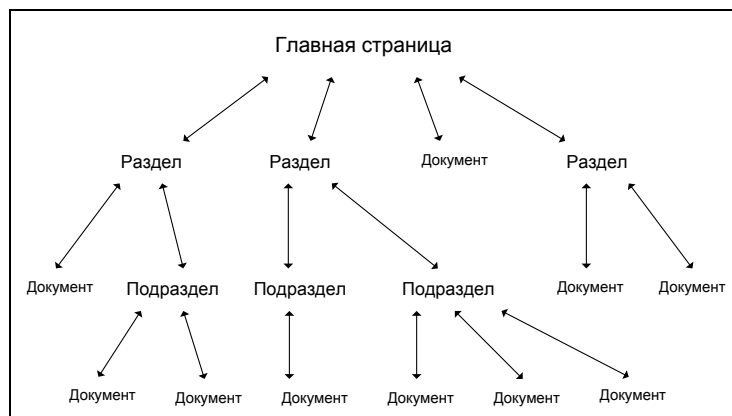 Главная страница
Раздел Раздел Документ Раздел
Документ Подраздел Подраздел Подраздел Документ Документ
Документ Документ Документ Документ Документ Документ